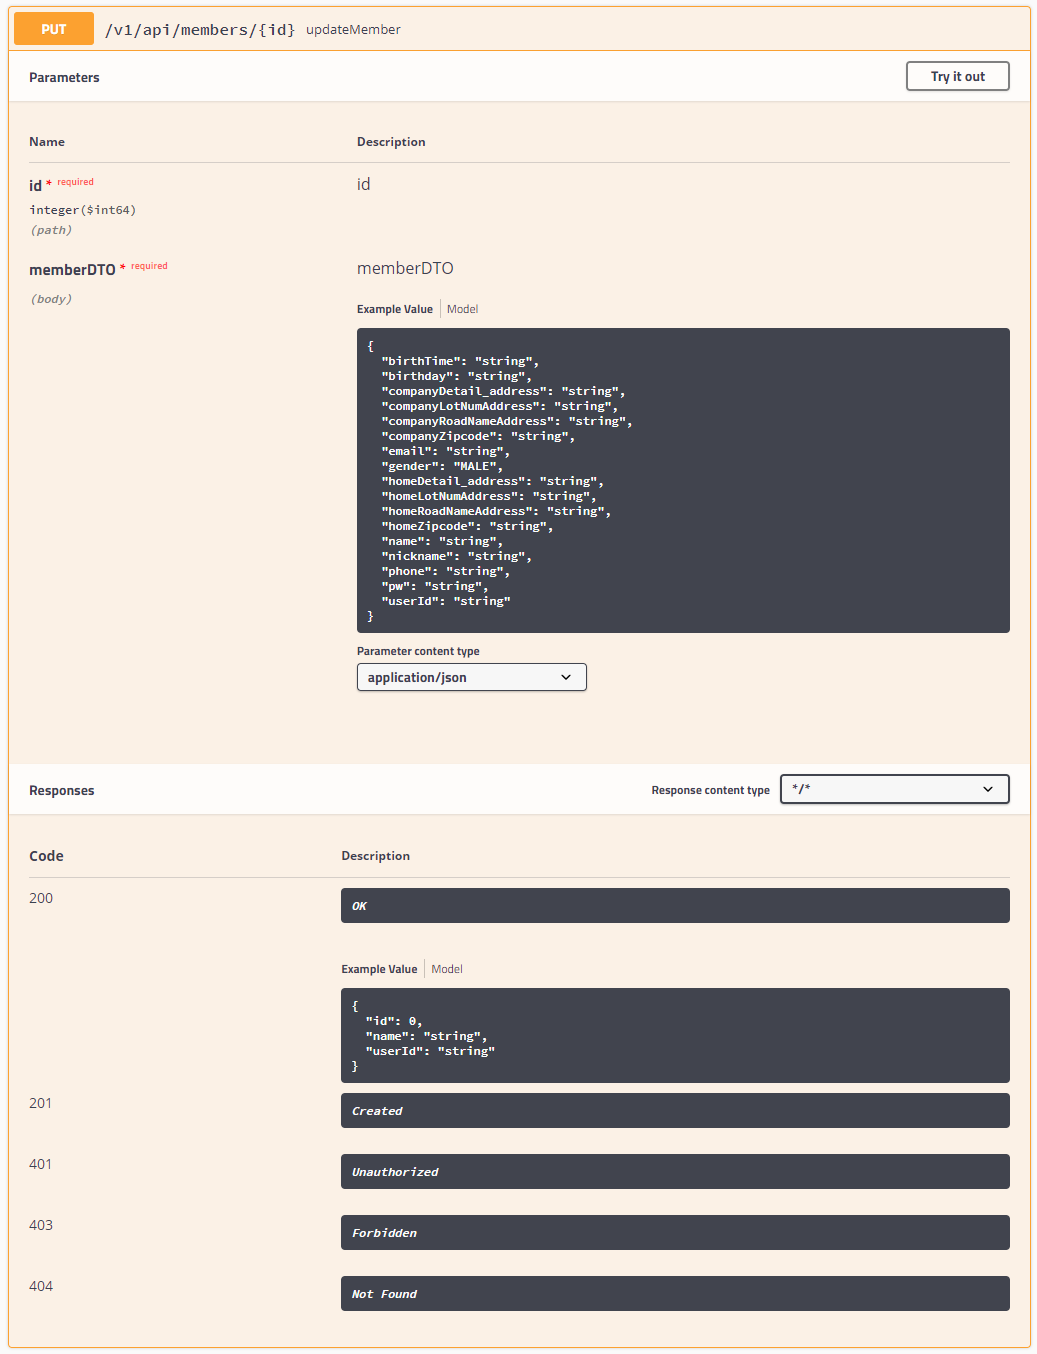 PUT /v1/api/members/{id} updateMember
Parameters
Try it out
Name Description
id * required id
integer($int64)
(path)
memberDTO * required memberDTO
(body)
Example Value Model
{
  "birthTime": "string",
  "birthday": "string",
  "companyDetail_address": "string",
  "companyLotNumAddress": "string",
  "companyRoadNameAddress": "string",
  "companyZipcode": "string",
  "email": "string",
  "gender": "MALE",
  "homeDetail_address": "string",
  "homeLotNumAddress": "string",
  "homeRoadNameAddress": "string",
  "homeZipcode": "string",
  "name": "string",
  "nickname": "string",
  "phone": "string",
  "pw": "string",
  "userId": "string"
}
Parameter content type
application/json
Responses
Response content type */*
Code Description
200 OK
Example Value Model
{
  "id": 0,
  "name": "string",
  "userId": "string"
}
201 Created
401 Unauthorized
403 Forbidden
404 Not Found